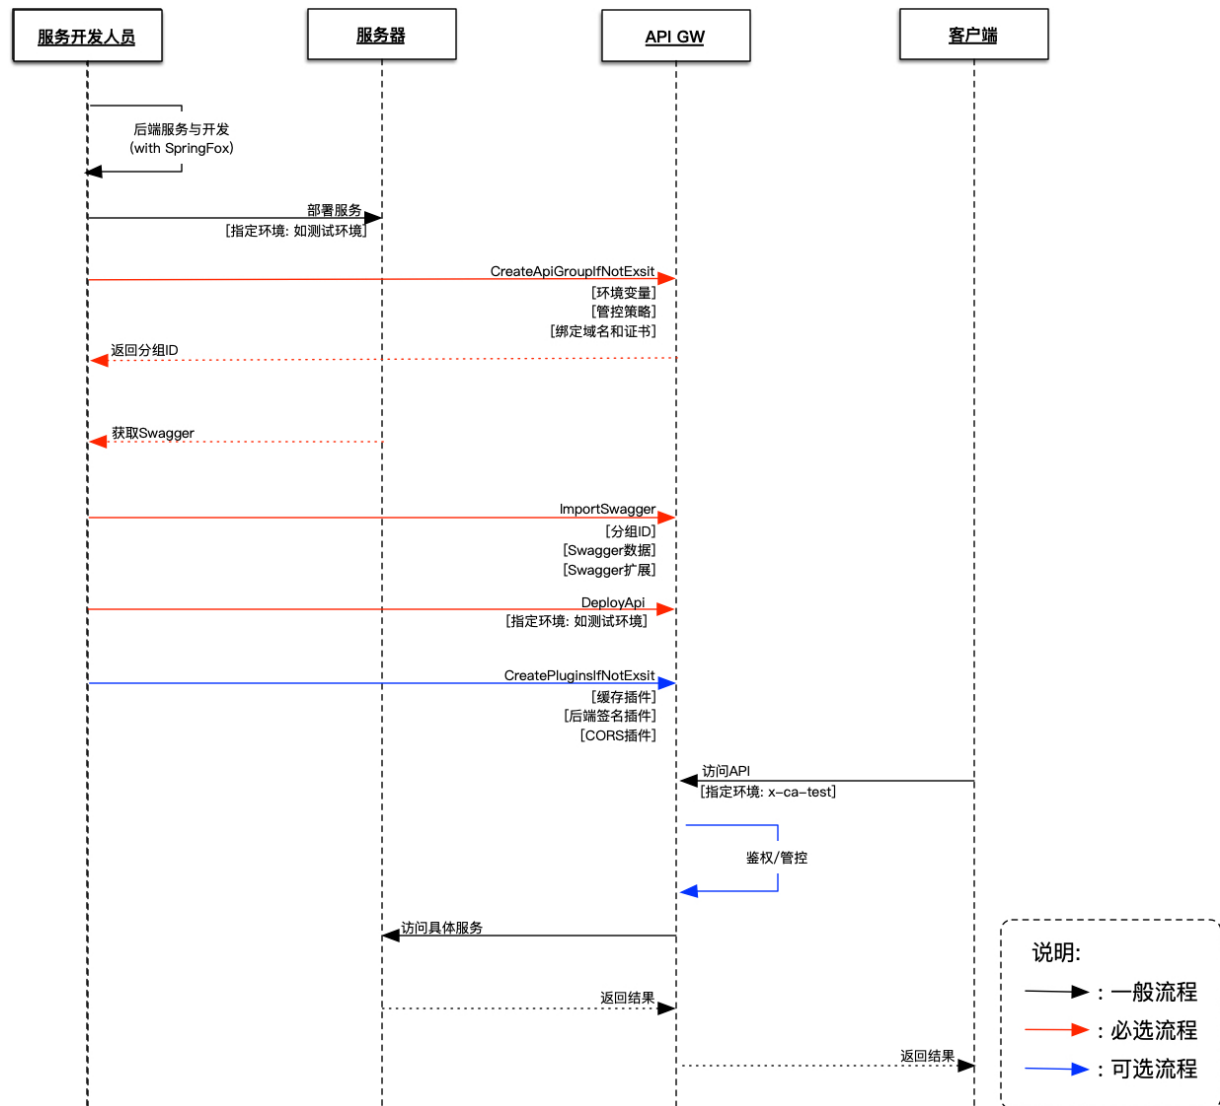 服务开发人员
服务器
API GW
客户端
后端服务与开发
(with SpringFox)
部署服务
[指定环境: 如测试环境]
CreateApiGroupIfNotExsit
[环境变量]
[管控策略]
[绑定域名和证书]
返回分组ID
获取Swagger
ImportSwagger
[分组ID]
[Swagger数据]
[Swagger扩展]
DeployApi
[指定环境: 如测试环境]
CreatePluginsIfNotExsit
[缓存插件]
[后端签名插件]
[CORS插件]
访问API
[指定环境: x-ca-test]
鉴权/管控
访问具体服务
返回结果
返回结果
说明:
: 一般流程
: 必选流程
: 可选流程